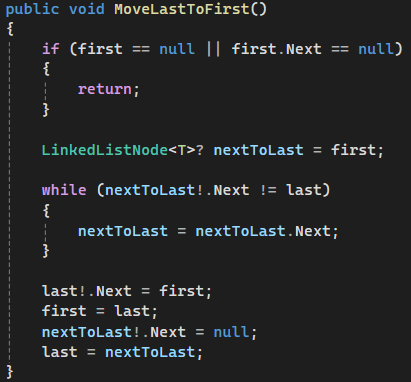 public void MoveLastToFirst()
{
    if (first == null || first.Next == null)
    {
        return;
    }

    LinkedListNode<T>? nextToLast = first;

    while (nextToLast!.Next != last)
    {
        nextToLast = nextToLast.Next;
    }

    last!.Next = first;
    first = last;
    nextToLast!.Next = null;
    last = nextToLast;
}